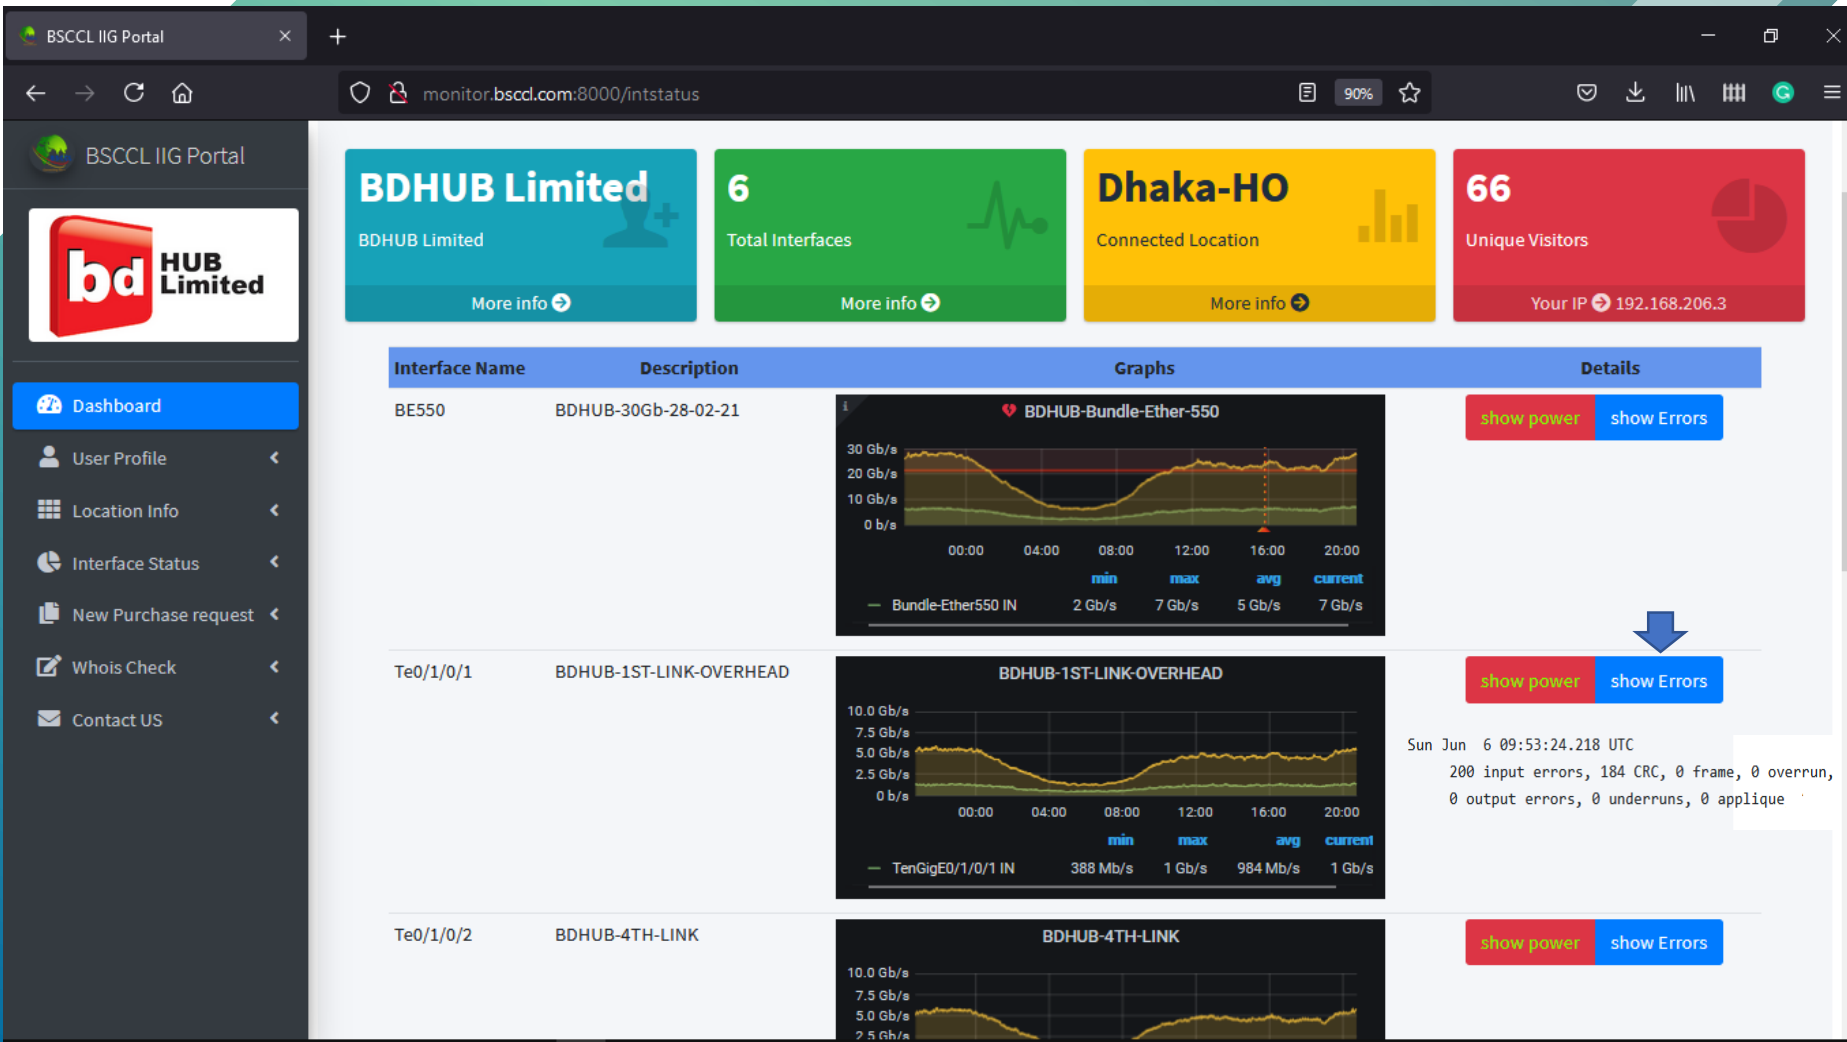 BSCCL IIG Portal
monitor.bsccl.com:8000/intstatus
90%
BSCCL IIG Portal
bd HUB Limited
Dashboard
User Profile
Location Info
Interface Status
New Purchase request
Whois Check
Contact US
BDHUB Limited
BDHUB Limited
More info
6
Total Interfaces
More info
Dhaka-HO
Connected Location
More info
66
Unique Visitors
Your IP 192.168.206.3
Interface Name Description Graphs Details
BE550 BDHUB-30Gb-28-02-21
i
BDHUB-Bundle-Ether-550
30 Gb/s
20 Gb/s
10 Gb/s
0 b/s
00:00 04:00 08:00 12:00 16:00 20:00
min max avg current
Bundle-Ether550 IN 2 Gb/s 7 Gb/s 5 Gb/s 7 Gb/s
show power show Errors
Te0/1/0/1 BDHUB-1ST-LINK-OVERHEAD
BDHUB-1ST-LINK-OVERHEAD
10.0 Gb/s
7.5 Gb/s
5.0 Gb/s
2.5 Gb/s
0 b/s
00:00 04:00 08:00 12:00 16:00 20:00
min max avg current
TenGigE0/1/0/1 IN 388 Mb/s 1 Gb/s 984 Mb/s 1 Gb/s
show power show Errors
Sun Jun 6 09:53:24.218 UTC
200 input errors, 184 CRC, 0 frame, 0 overrun,
0 output errors, 0 underruns, 0 applique
Te0/1/0/2 BDHUB-4TH-LINK
BDHUB-4TH-LINK
10.0 Gb/s
7.5 Gb/s
5.0 Gb/s
2.5 Gb/s
show power show Errors